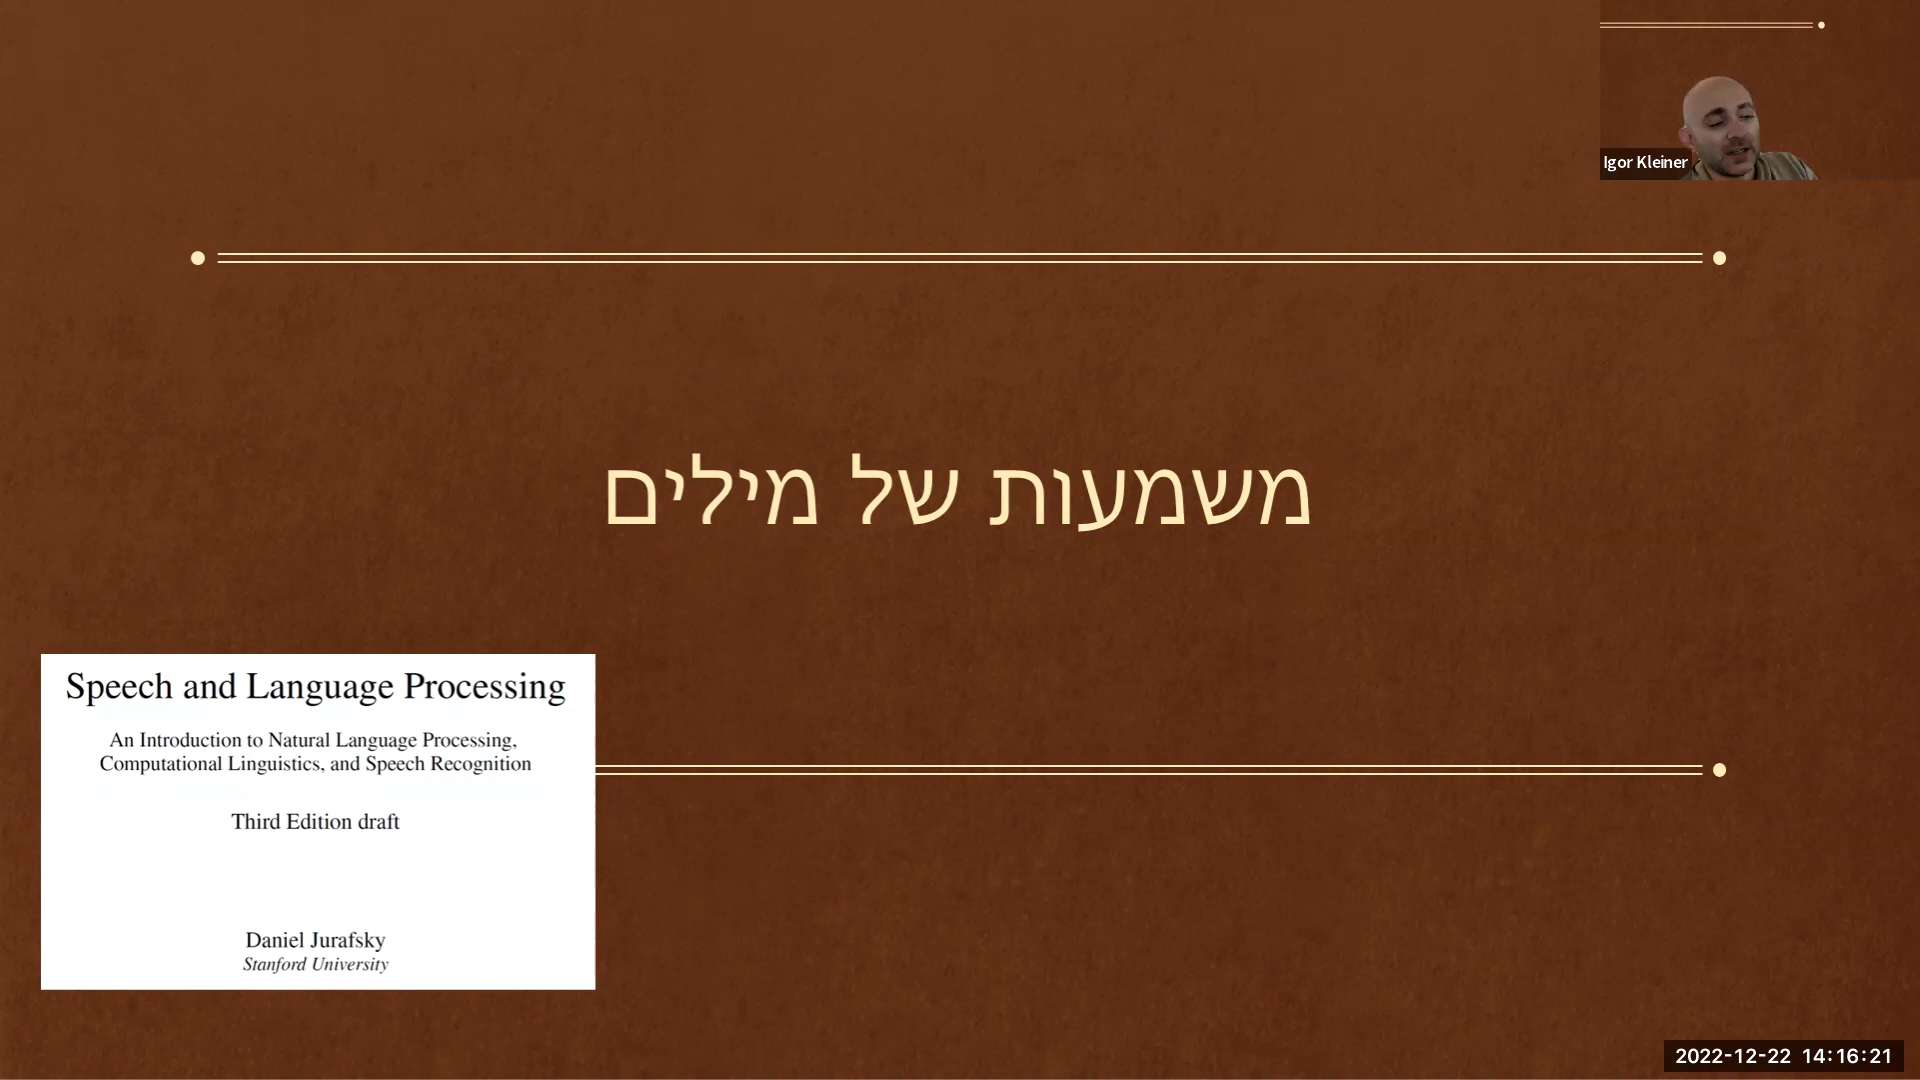 Igor Kleiner
משמעות של מילים
Speech and Language Processing
An Introduction to Natural Language Processing,
Computational Linguistics, and Speech Recognition
Third Edition draft
Daniel Jurafsky
Stanford University
2022-12-22 14:16:21